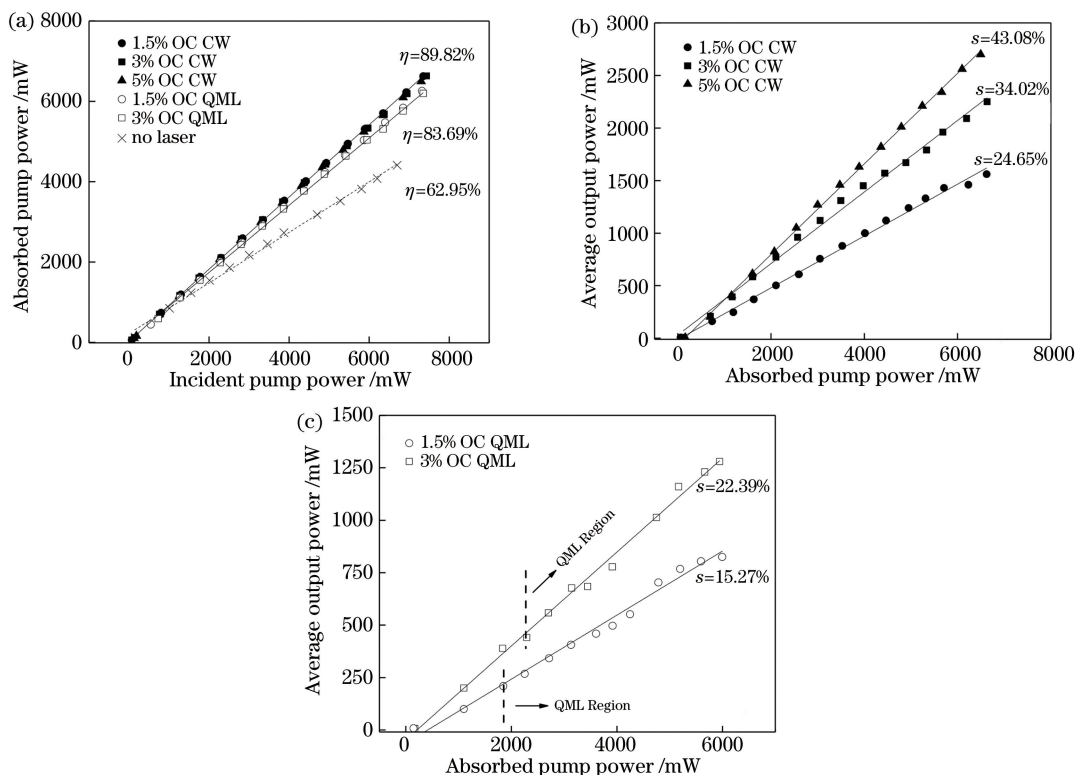 (a)
8000
6000
4000
2000
0
Absorbed pump power /mW
1.5% OC CW
3% OC CW
5% OC CW
1.5% OC QML
3% OC QML
no laser
η=89.82%
η=83.69%
η=62.95%
0 2000 4000 6000 8000
Incident pump power /mW
(b)
3000
2500
2000
1500
1000
500
0
Average output power /mW
1.5% OC CW
3% OC CW
5% OC CW
s=43.08%
s=34.02%
s=24.65%
0 2000 4000 6000 8000
Absorbed pump power /mW
(c)
1500
1250
1000
750
500
250
0
Average output power /mW
1.5% OC QML
3% OC QML
s=22.39%
QML Region
s=15.27%
QML Region
0 2000 4000 6000
Absorbed pump power /mW